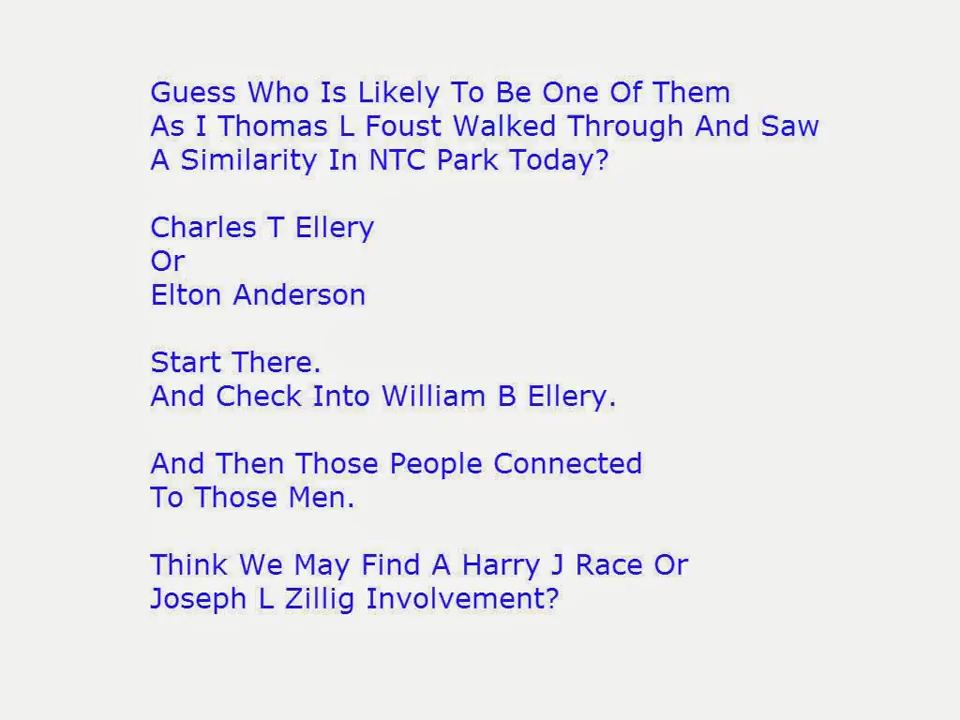 Guess Who Is Likely To Be One Of Them
As I Thomas L Foust Walked Through And Saw
A Similarity In NTC Park Today?
Charles T Ellery
Or
Elton Anderson
Start There.
And Check Into William B Ellery.
And Then Those People Connected
To Those Men.
Think We May Find A Harry J Race Or
Joseph L Zillig Involvement?